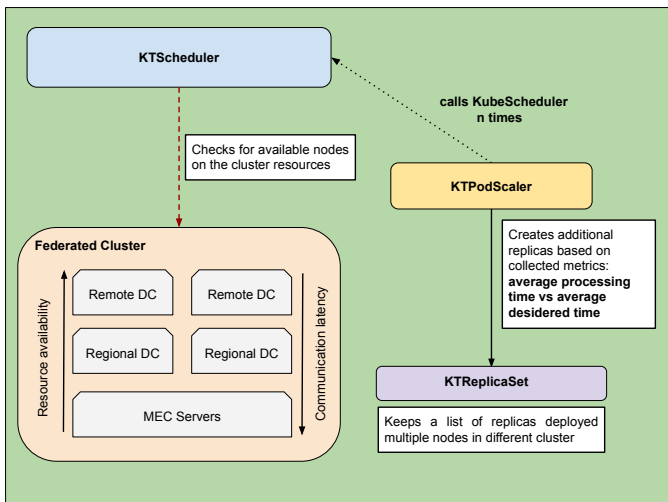 KTScheduler
calls KubeScheduler
n times
Checks for available nodes
on the cluster resources
KTPodScaler
Federated Cluster
Resource availability
Remote DC
Remote DC
Regional DC
Regional DC
MEC Servers
Communication latency
Creates additional
replicas based on
collected metrics:
average processing
time vs average
desidered time
KTReplicaSet
Keeps a list of replicas deployed
multiple nodes in different cluster